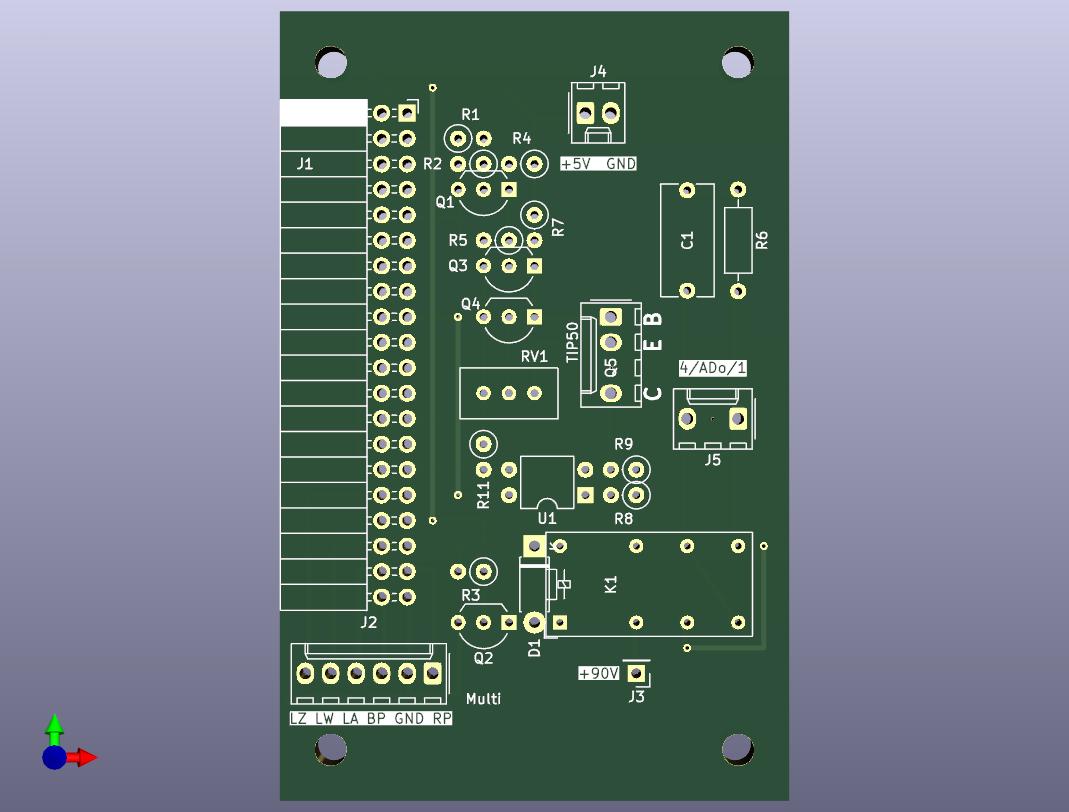 J4
R1
R4
J1
R2
+5V GND
Q1
R7
R5
C1
R6
Q3
Q4
B
TIP50
E
RV1
Q5
4/ADo/1
C
R9
J5
R11
U1
R8
K
K1
R3
J2
D1
Q2
+90V
J3
Multi
LZ LW LA BP GND RP